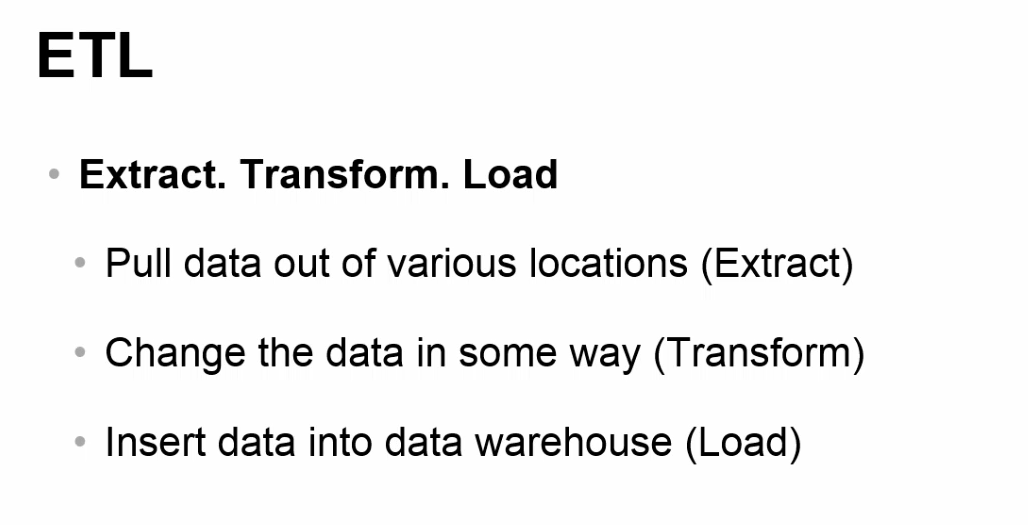 ETL
Extract. Transform. Load
Pull data out of various locations (Extract)
Change the data in some way (Transform)
Insert data into data warehouse (Load)